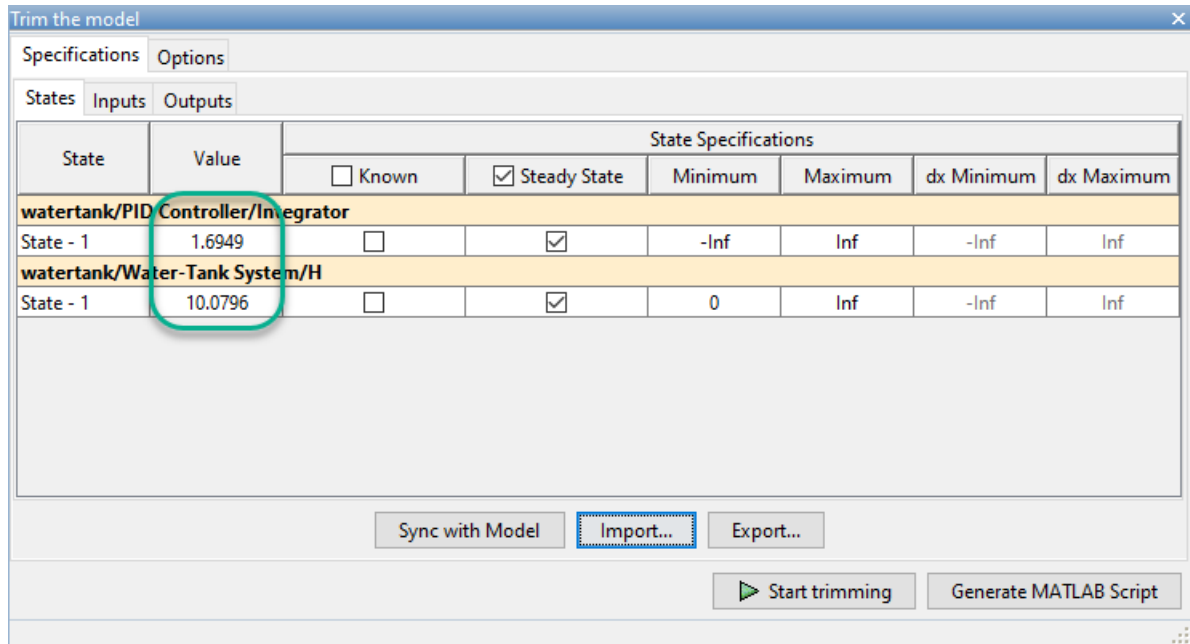 Trim the model
Specifications Options
States Inputs Outputs
State Value State Specifications
Known Steady State Minimum Maximum dx Minimum dx Maximum
watertank/PID Controller/Integrator
State - 1 1.6949 -Inf Inf -Inf Inf
watertank/Water-Tank System/H
State - 1 10.0796 0 Inf -Inf Inf
Sync with Model Import... Export...
Start trimming Generate MATLAB Script